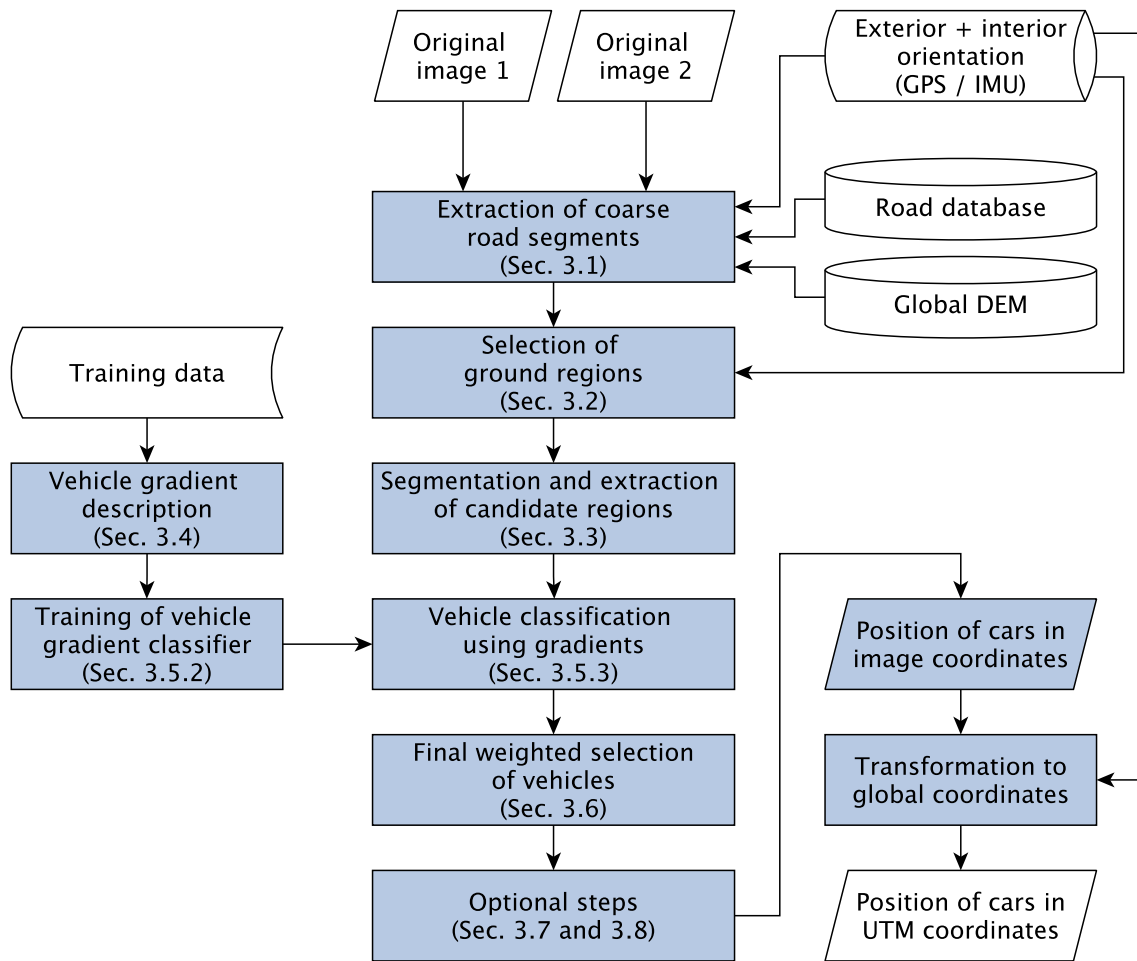 Original
image 1
Original
image 2
Exterior + interior
orientation
(GPS / IMU)
Extraction of coarse
road segments
(Sec. 3.1)
Road database
Global DEM
Training data
Selection of
ground regions
(Sec. 3.2)
Vehicle gradient
description
(Sec. 3.4)
Segmentation and extraction
of candidate regions
(Sec. 3.3)
Training of vehicle
gradient classifier
(Sec. 3.5.2)
Vehicle classification
using gradients
(Sec. 3.5.3)
Position of cars in
image coordinates
Final weighted selection
of vehicles
(Sec. 3.6)
Transformation to
global coordinates
Optional steps
(Sec. 3.7 and 3.8)
Position of cars in
UTM coordinates